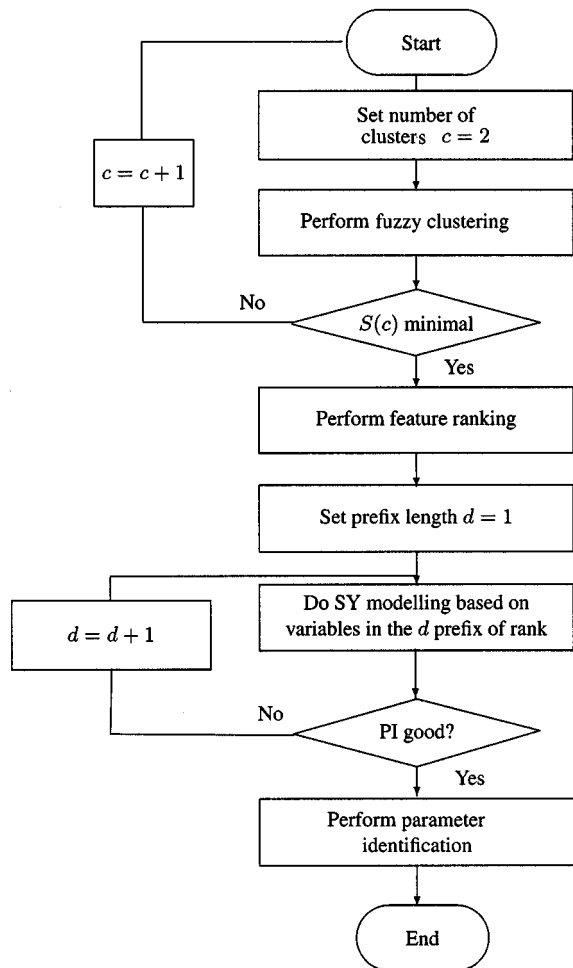 Start
Set number of
clusters c = 2
c = c + 1
Perform fuzzy clustering
No
S(c) minimal
Yes
Perform feature ranking
Set prefix length d = 1
Do SY modelling based on
variables in the d prefix of rank
d = d + 1
No
PI good?
Yes
Perform parameter
identification
End